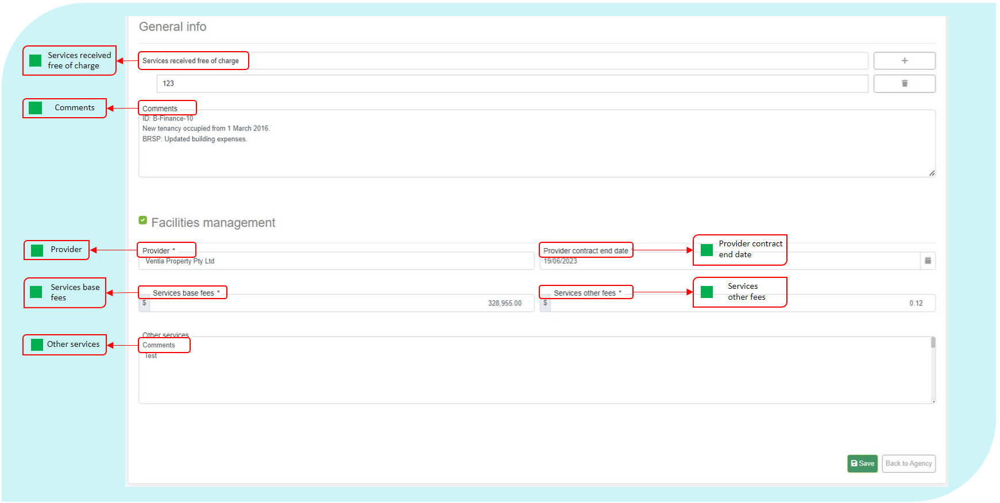 General info
Services received
free of charge
Services received free of charge
+
123
Comments
Comments
ID: B-Finance-10
New tenancy occupied from 1 March 2016.
BRSP: Updated building expenses.
Facilities management
Provider
Provider *
Ventia Property Pty Ltd
Provider contract end date *
19/06/2023
Provider contract
end date
Services base
fees
Services base fees *
$
328,955.00
Services other fees *
$
0.12
Services
other fees
Other services
Other services
Comments
Test
Save
Back to Agency